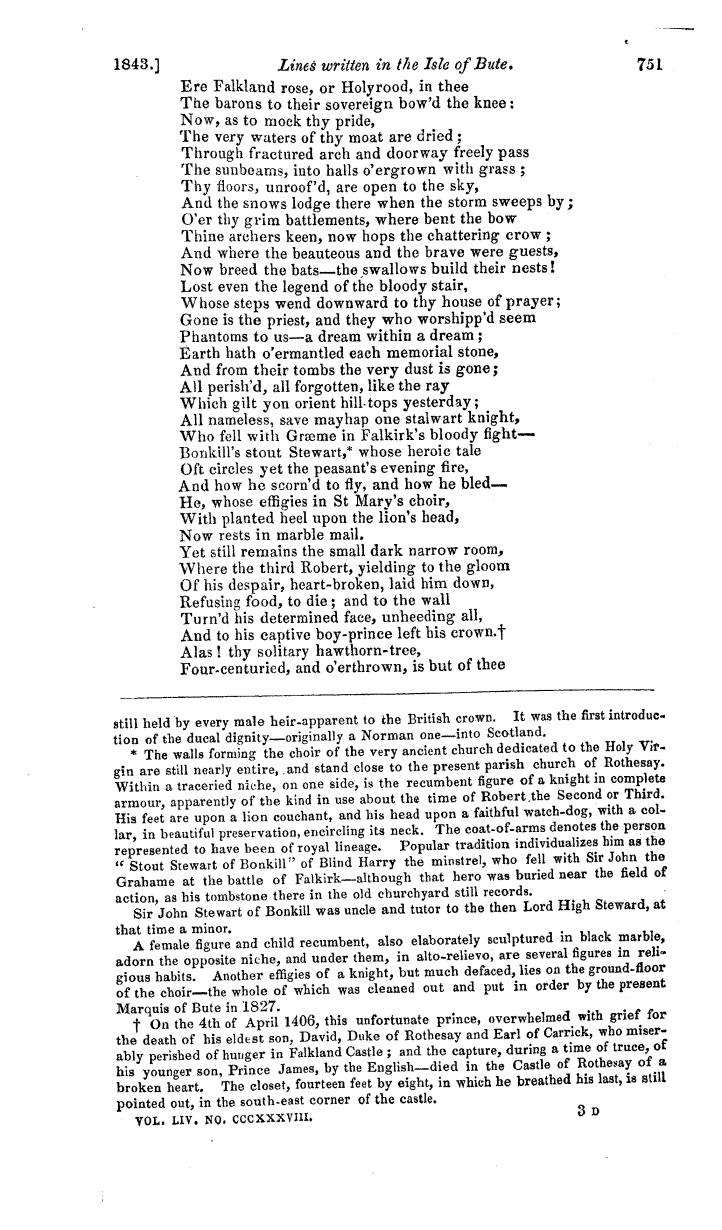 1843.] Lines written in the Isle of Bute. 751
Ere Falkland rose, or Holyrood, in thee
The barons to their sovereign bow'd the knee:
Now, as to mock thy pride,
The very waters of thy moat are dried;
Through fractured arch and doorway freely pass
The sunbeams, into halls o'ergrown with grass;
Thy floors, unroof'd, are open to the sky,
And the snows lodge there when the storm sweeps by;
O'er thy grim battlements, where bent the bow
Thine archers keen, now hops the chattering crow;
And where the beauteous and the brave were guests,
Now breed the bats—the swallows build their nests!
Lost even the legend of the bloody stair,
Whose steps wend downward to thy house of prayer;
Gone is the priest, and they who worshipp'd seem
Phantoms to us—a dream within a dream;
Earth hath o'ermantled each memorial stone,
And from their tombs the very dust is gone;
All perish'd, all forgotten, like the ray
Which gilt yon orient hill-tops yesterday;
All nameless, save mayhap one stalwart knight,
Who fell with Græme in Falkirk's bloody fight—
Bonkill's stout Stewart,* whose heroic tale
Oft circles yet the peasant's evening fire,
And how he scorn'd to fly, and how he bled—
He, whose effigies in St Mary's choir,
With planted heel upon the lion's head,
Now rests in marble mail.
Yet still remains the small dark narrow room,
Where the third Robert, yielding to the gloom
Of his despair, heart-broken, laid him down,
Refusing food, to die; and to the wall
Turn'd his determined face, unheeding all,
And to his captive boy-prince left his crown.†
Alas! thy solitary hawthorn-tree,
Four-centuried, and o'erthrown, is but of thee
still held by every male heir-apparent to the British crown. It was the first introduc-
tion of the ducal dignity—originally a Norman one—into Scotland.
* The walls forming the choir of the very ancient church dedicated to the Holy Vir-
gin are still nearly entire, and stand close to the present parish church of Rothesay.
Within a traceried niche, on one side, is the recumbent figure of a knight in complete
armour, apparently of the kind in use about the time of Robert the Second or Third.
His feet are upon a lion couchant, and his head upon a faithful watch-dog, with a col-
lar, in beautiful preservation, encircling its neck. The coat-of-arms denotes the person
represented to have been of royal lineage. Popular tradition individualizes him as the
"Stout Stewart of Bonkill" of Blind Harry the minstrel, who fell with Sir John the
Grahame at the battle of Falkirk—although that hero was buried near the field of
action, as his tombstone there in the old churchyard still records.
Sir John Stewart of Bonkill was uncle and tutor to the then Lord High Steward, at
that time a minor.
A female figure and child recumbent, also elaborately sculptured in black marble,
adorn the opposite niche, and under them, in alto-relievo, are several figures in reli-
gious habits. Another effigies of a knight, but much defaced, lies on the ground-floor
of the choir—the whole of which was cleaned out and put in order by the present
Marquis of Bute in 1827.
† On the 4th of April 1406, this unfortunate prince, overwhelmed with grief for
the death of his eldest son, David, Duke of Rothesay and Earl of Carrick, who miser-
ably perished of hunger in Falkland Castle; and the capture, during a time of truce, of
his younger son, Prince James, by the English—died in the Castle of Rothesay of a
broken heart. The closet, fourteen feet by eight, in which he breathed his last, is still
pointed out, in the south-east corner of the castle.
VOL. LIV. NO. CCCXXXVIII. 3 D